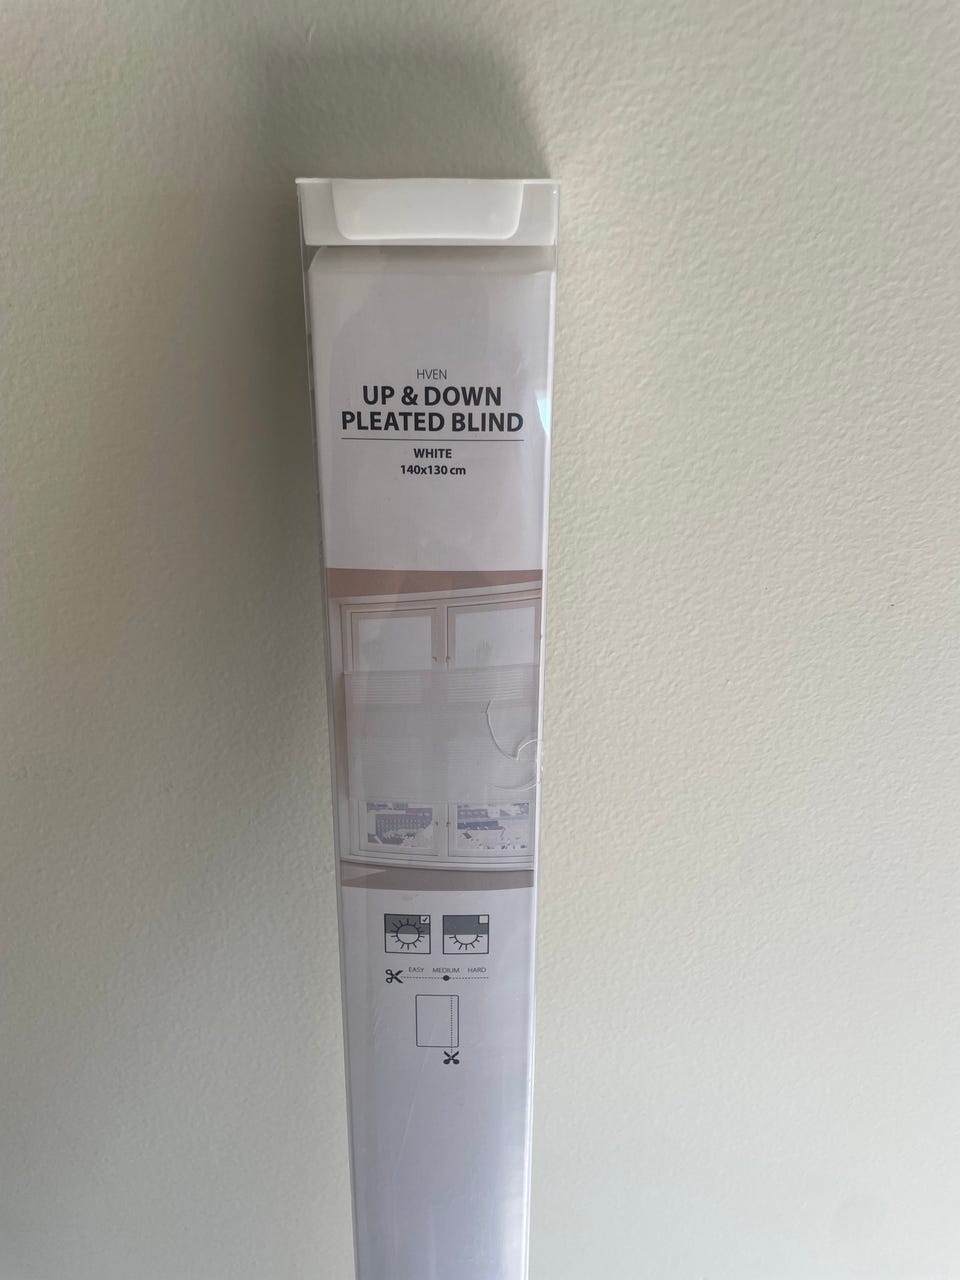 HVEN
UP & DOWN
PLEATED BLIND
WHITE
140x130 cm
EASY MEDIUM HARD